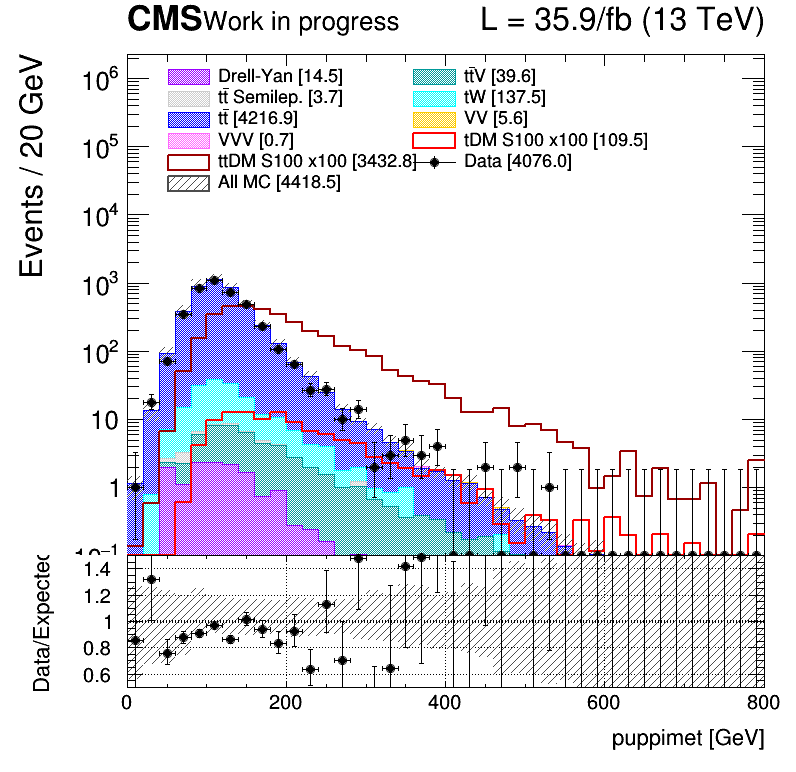 CMS Work in progress L = 35.9/fb (13 TeV)
Events / 20 GeV
10⁶
10⁵
10⁴
10³
10²
10
1
10⁻¹
Drell-Yan [14.5]
tt̄V [39.6]
tt̄ Semilep. [3.7]
tW [137.5]
tt̄ [4216.9]
VV [5.6]
VVV [0.7]
tDM S100 x100 [109.5]
ttDM S100 x100 [3432.8]
Data [4076.0]
All MC [4418.5]
Data/Expected
1.4
1.2
1
0.8
0.6
0 200 400 600 800
puppimet [GeV]